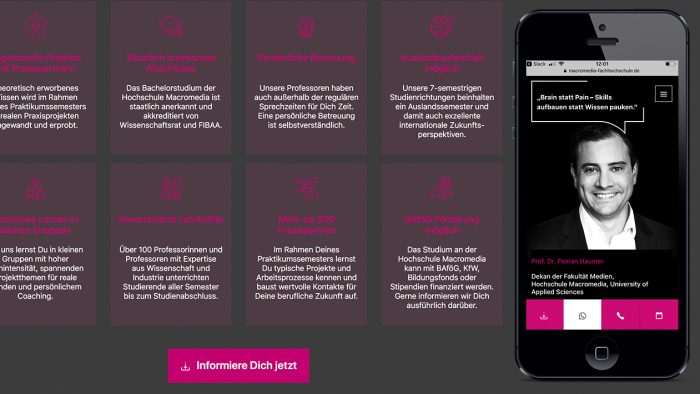 ngewandte Projekte
it Praxispartnern
heoretisch erworbenes
issen wird im Rahmen
es Praktikumssemesters
realen Praxisprojekten
ngewandt und erprobt.
Staatlich anerkannte
Abschlüsse
Das Bachelorstudium der
Hochschule Macromedia ist
staatlich anerkannt und
akkreditiert von
Wissenschaftsrat und FIBAA.
Persönliche Betreuung
Unsere Professoren haben
auch außerhalb der regulären
Sprechzeiten für Dich Zeit.
Eine persönliche Betreuung
ist selbstverständlich.
Auslandsaufenthalt
möglich
Unsere 7-semestrigen
Studienrichtungen beinhalten
ein Auslandssemester und
damit auch exzellente
internationale Zukunfts-
perspektiven.
tensives Lernen in
kleinen Gruppen
uns lernst Du in kleinen
Gruppen mit hoher
nintensität, spannenden
ojektthemen für reale
nden und persönlichem
Coaching.
Renommierte Lehrkräfte
Über 100 Professorinnen und
Professoren mit Expertise
aus Wissenschaft und
Industrie unterrichten
Studierende aller Semester
bis zum Studienabschluss.
Mehr als 500
Praxispartner
Im Rahmen Deines
Praktikumssemesters lernst
Du typische Projekte und
Arbeitsprozesse kennen und
baust wertvolle Kontakte für
Deine berufliche Zukunft auf.
BAföG Förderung
möglich
Das Studium an der
Hochschule Macromedia
kann mit BAföG, KfW,
Bildungsfonds oder
Stipendien finanziert werden.
Gerne informieren wir Dich
ausführlich darüber.
Informiere Dich jetzt
Slack 12:01
macromedia-fachhochschule.de
„Brain statt Pain – Skills
aufbauen statt Wissen pauken.“
Prof. Dr. Florian Haumer
Dekan der Fakultät Medien,
Hochschule Macromedia, University of
Applied Sciences